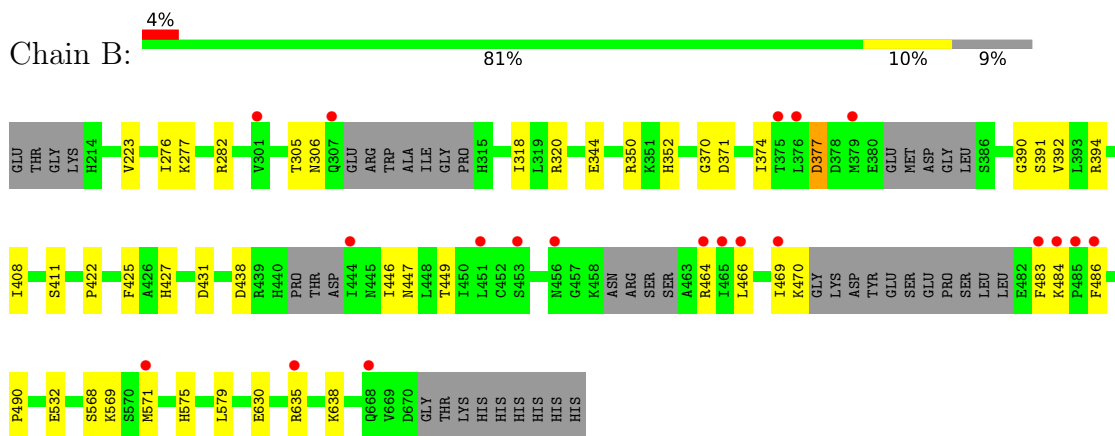 4%
Chain B:
81% 10% 9%
GLU THR GLY LYS H214 V223 I276 K277 R282 V301 T305 N306 Q307 GLU ARG TRP ALA ILE GLY PRO H315 I318 L319 R320 E344 R350 K351 H352 G370 D371 I374 T375 L376 D377 D378 M379 E380 GLU MET ASP GLY LEU S386 G390 S391 V392 L393 R394
I408 S411 P422 F425 A426 H427 D431 D438 R439 H440 PRO THR ASP I444 N445 I446 N447 L448 T449 I450 L451 C452 S453 N456 G457 K458 ASN ARG SER SER A463 R464 I465 L466 I469 K470 GLY LYS ASP TYR GLU SER GLU PRO SER LEU LEU E482 F483 K484 P485 F486
P490 E532 S568 K569 S570 M571 H575 L579 E630 R635 K638 Q668 V669 D670 GLY THR LYS HIS HIS HIS HIS HIS HIS